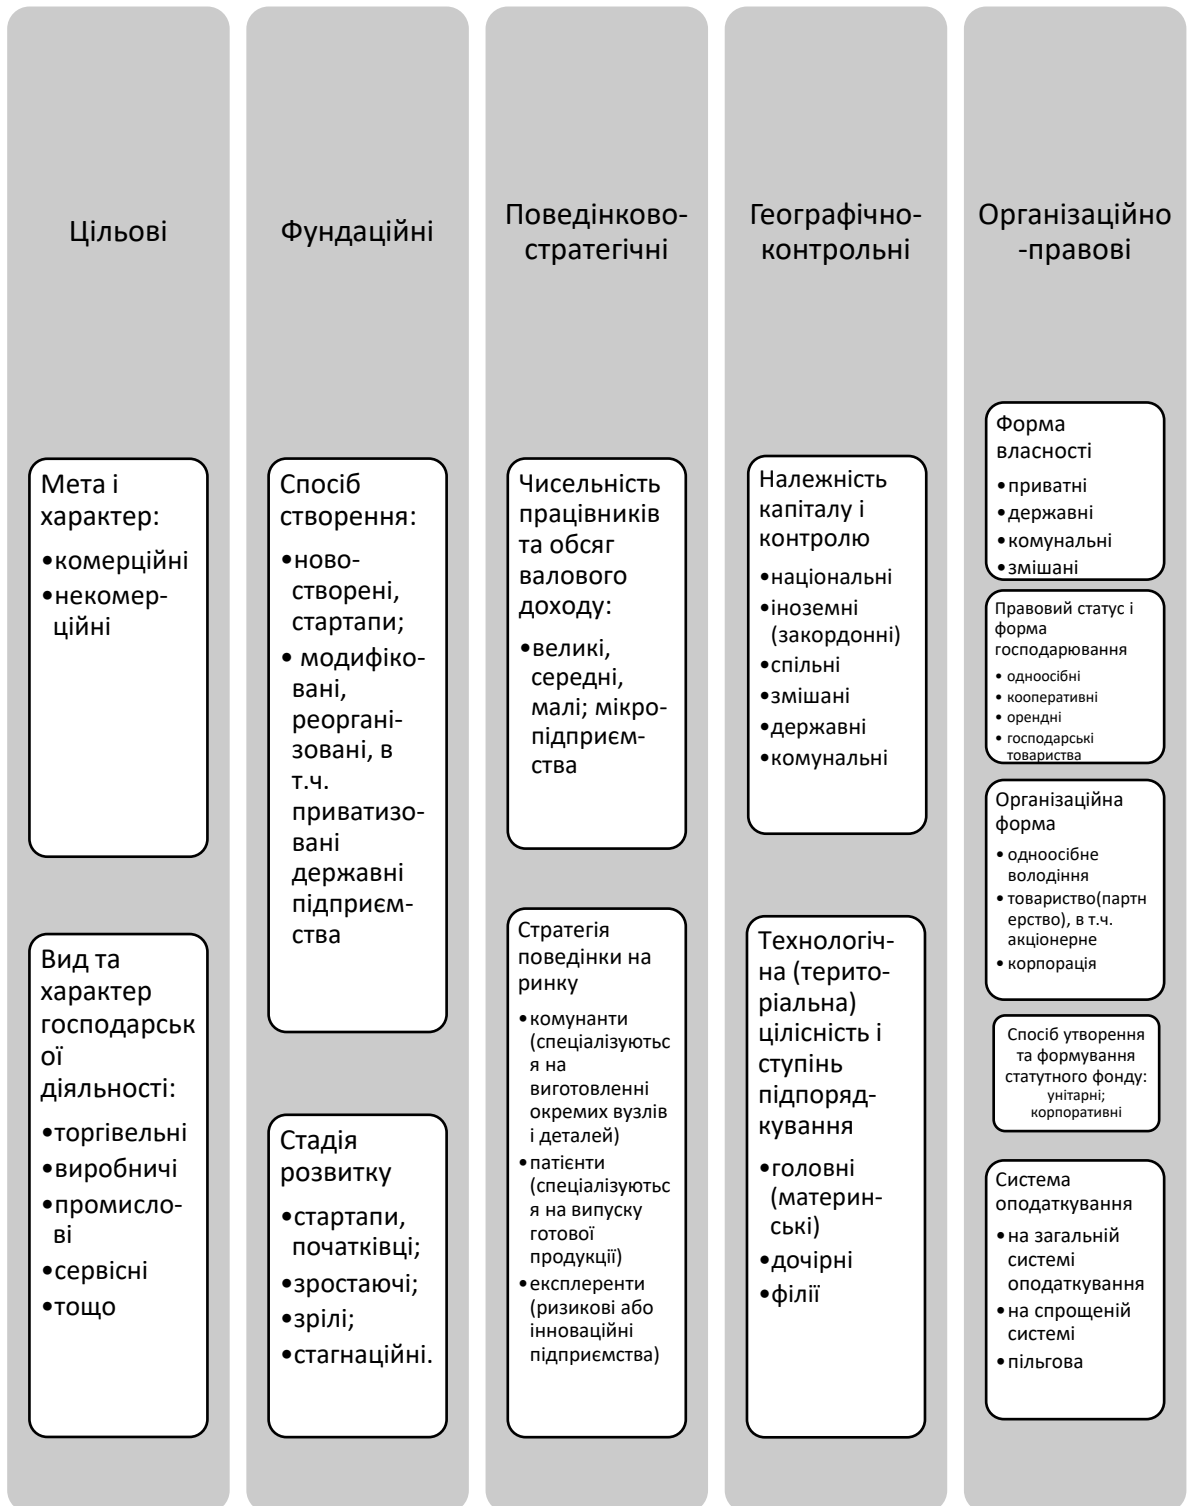 Цільові
Мета і
характер:
•комерційні
•некомер-
ційні
Вид та
характер
господарськ
ої
діяльності:
•торгівельні
•виробничі
•промисло-
ві
•сервісні
•тощо
Фундаційні
Спосіб
створення:
•ново-
створені,
стартапи;
• модифіко-
вані,
реоргані-
зовані, в
т.ч.
приватизо-
вані
державні
підприєм-
ства
Стадія
розвитку
•стартапи,
початківці;
•зростаючі;
•зрілі;
•стагнаційні.
Поведінково-
стратегічні
Чисельність
працівників
та обсяг
валового
доходу:
•великі,
середні,
малі; мікро-
підприєм-
ства
Стратегія
поведінки на
ринку
•комунанти
(спеціалізуютьс
я на
виготовленні
окремих вузлів
і деталей)
•патієнти
(спеціалізуютьс
я на випуску
готової
продукції)
•експлеренти
(ризикові або
інноваційні
підприємства)
Географічно-
контрольні
Належність
капіталу і
контролю
•національні
•іноземні
(закордонні)
•спільні
•змішані
•державні
•комунальні
Технологіч-
на (терито-
ріальна)
цілісність і
ступінь
підпоряд-
кування
•головні
(материн-
ські)
•дочірні
•філії
Організаційно
-правові
Форма
власності
•приватні
•державні
•комунальні
•змішані
Правовий статус і
форма
господарювання
• одноосібні
• кооперативні
• орендні
• господарські
товариства
Організаційна
форма
• одноосібне
володіння
• товариство(партн
ерство), в т.ч.
акціонерне
• корпорація
Спосіб утворення
та формування
статутного фонду:
унітарні;
корпоративні
Система
оподаткування
• на загальній
системі
оподаткування
• на спрощеній
системі
• пільгова